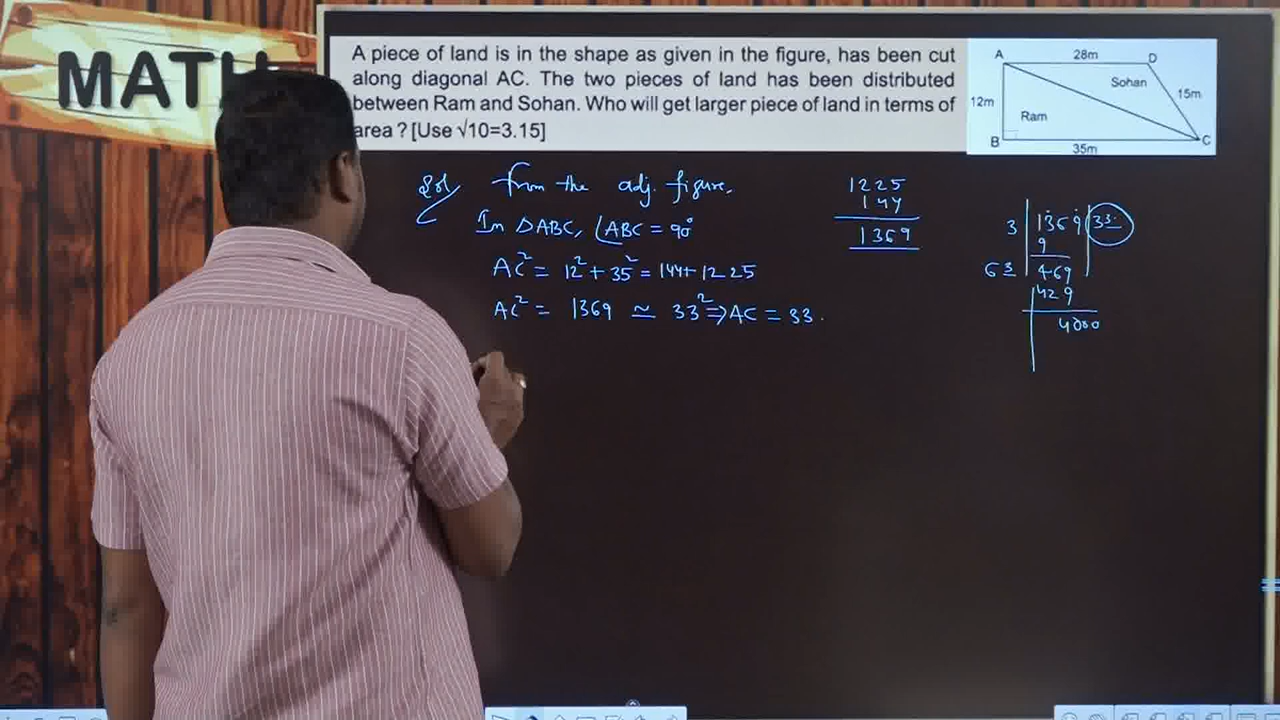 MATH
A piece of land is in the shape as given in the figure, has been cut
along diagonal AC. The two pieces of land has been distributed
between Ram and Sohan. Who will get larger piece of land in terms of
area ? [Use √10=3.15]
A 28m D
Sohan
15m
12m
Ram
B 35m C
Sol
from the adj. figure,
In ΔABC, ∠ABC = 90°
AC² = 12² + 35² = 144 + 1225
AC² = 1369 ≃ 33² ⇒ AC = 33.
1225
144
1369
3 1369 33
9
63 469
429
4000